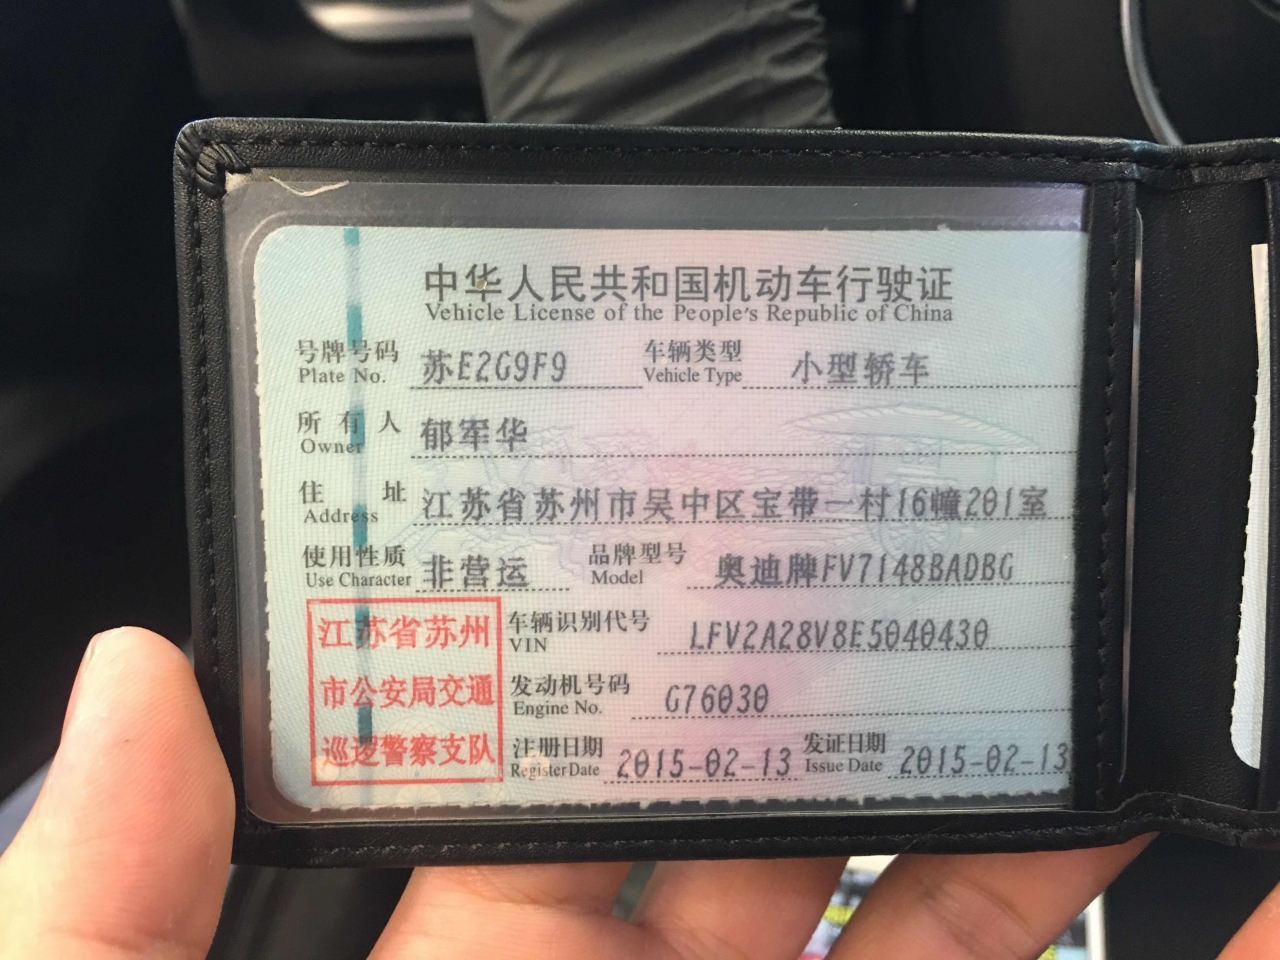 中华人民共和国机动车行驶证
Vehicle License of the People's Republic of China
号牌号码 苏E2G9F9 车辆类型 小型轿车
Plate No. Vehicle Type
所有人 郁军华
Owner
住址 江苏省苏州市吴中区宝带一村16幢201室
Address
使用性质 非营运 品牌型号 奥迪牌FV7148BADBG
Use Character Model
江苏省苏州 车辆识别代号 LFV2A28V8E5040430
VIN
市公安局交通 发动机号码 G76030
Engine No.
巡逻警察支队 注册日期 2015-02-13 发证日期 2015-02-13
Register Date Issue Date